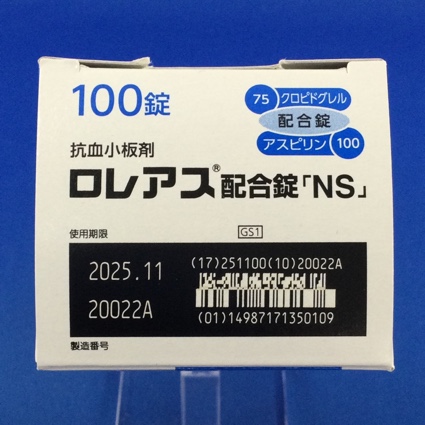 100錠
75 クロピドグレル
配合錠
アスピリン 100
抗血小板剤
ロレアス®配合錠「NS」
使用期限
GS1
2025.11
(17)251100(10)20022A
20022A
(01)14987171350109
製造番号